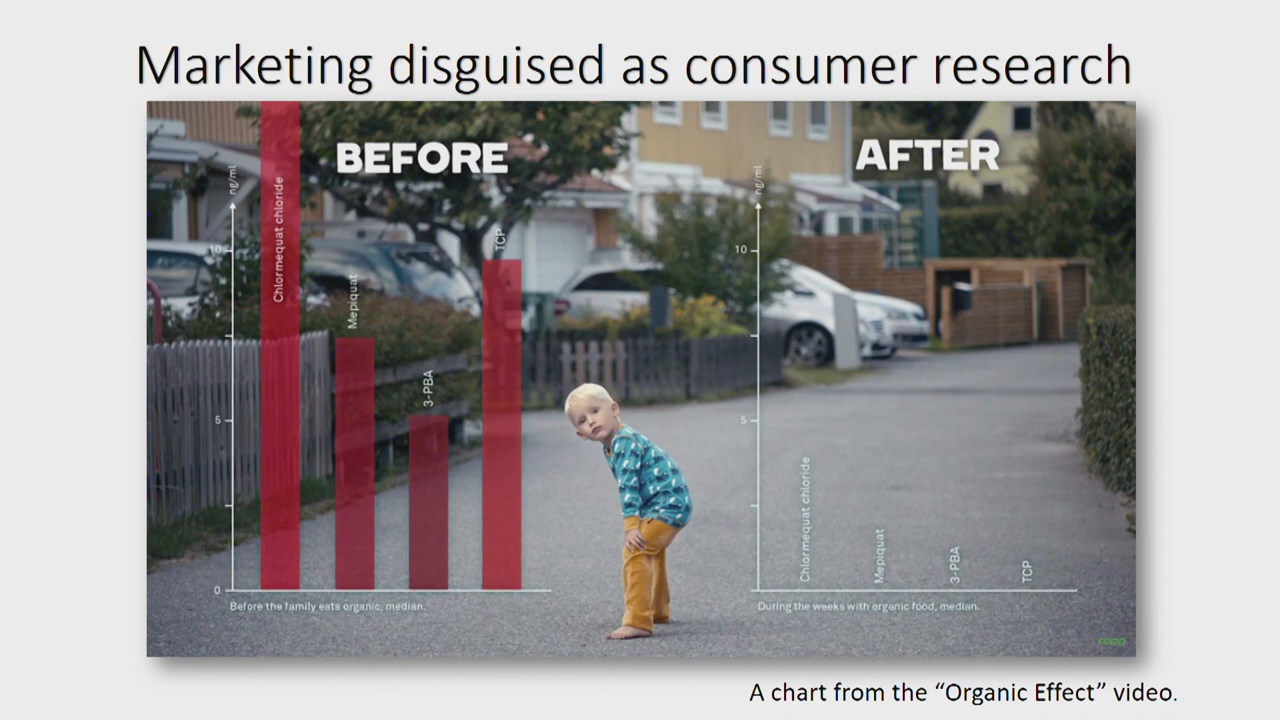 Marketing disguised as consumer research
BEFORE
AFTER
ng/ml
ng/ml
Chlormequat chloride
Mepiquat
3-PBA
TCP
10
5
0
10
5
Chlormequat chloride
Mepiquat
3-PBA
TCP
Before the family eats organic, median.
During the weeks with organic food, median.
coop
A chart from the “Organic Effect” video.